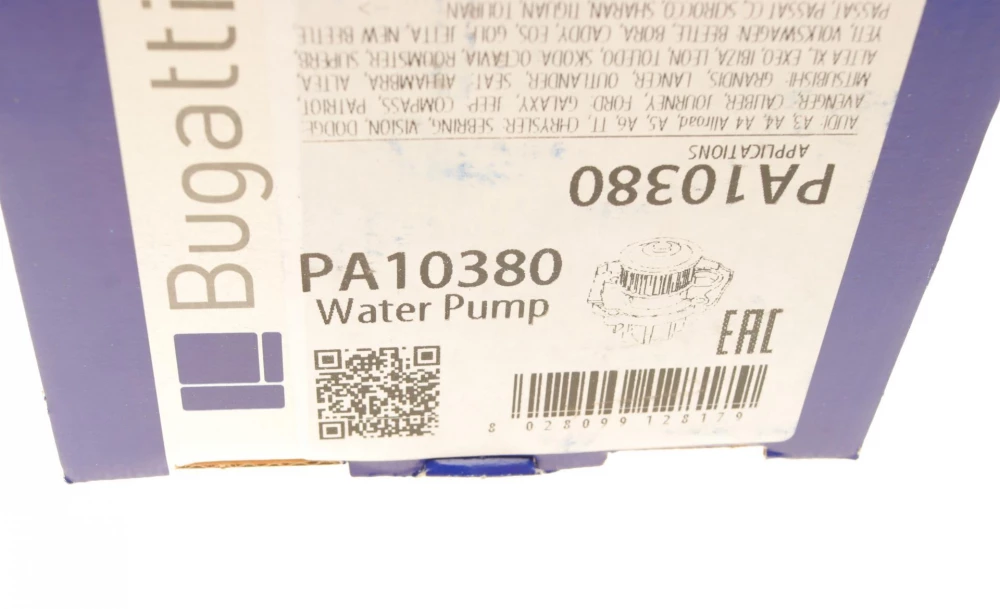 Bugatti
PA10380
Water Pump
EAC
8 028099 128179
PA10380
APPLICATIONS
AUDI: A3, A4, A4 Allroad, A5, A6, TT, CHRYSLER: SEBRING, VISION, DODGE:
AVENGER, CALIBER, JOURNEY, FORD: GALAXY, JEEP: COMPASS, PATRIOT,
MITSUBISHI: GRANDIS, LANCER, OUTLANDER, SEAT: ALHAMBRA, ALTEA,
ALTEA XL, EXEO, IBIZA, LEON, TOLEDO, SKODA: OCTAVIA, ROOMSTER, SUPERB,
YETI, VOLKSWAGEN: BEETLE, BORA, CADDY, EOS, GOLF, JETTA, NEW BEETLE,
PASSAT, PASSAT CC, SCIROCCO, SHARAN, TIGUAN, TOURAN